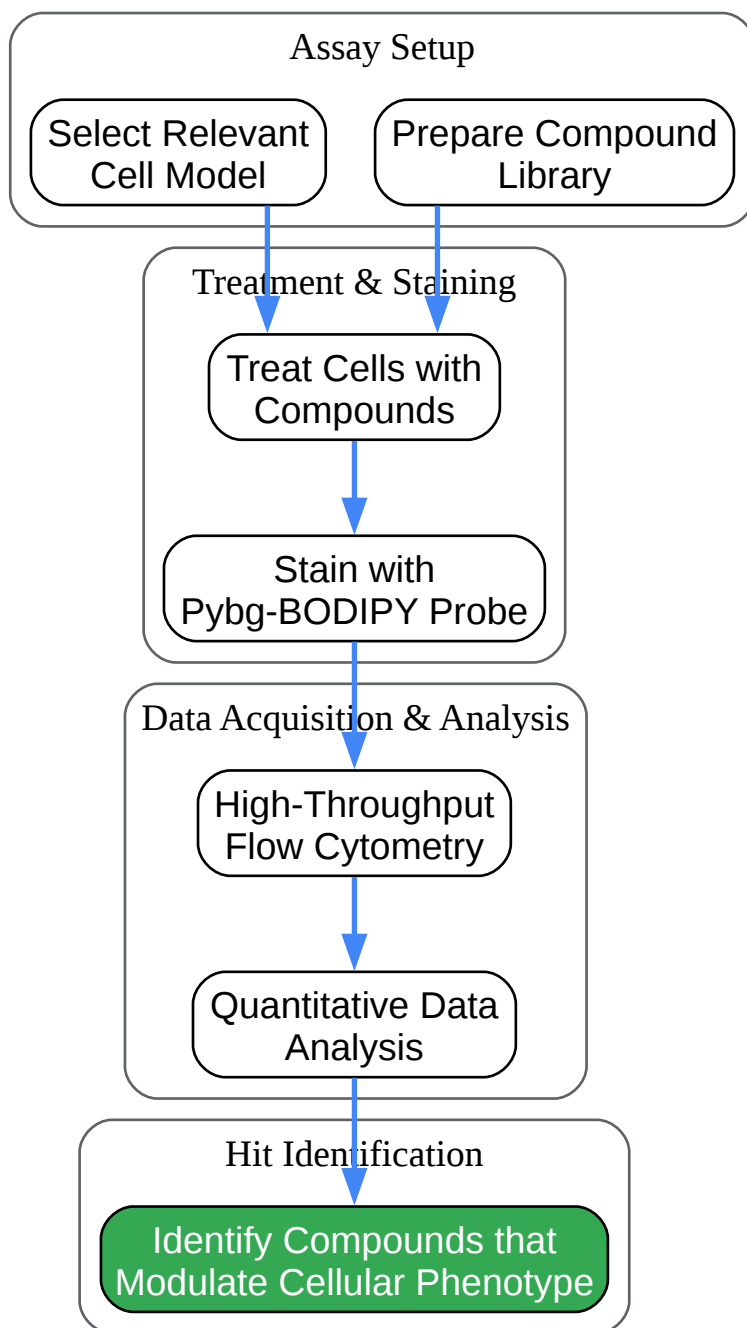 Assay Setup
Select Relevant
Cell Model
Prepare Compound
Library
Treatment & Staining
Treat Cells with
Compounds
Stain with
Pybg-BODIPY Probe
Data Acquisition & Analysis
High-Throughput
Flow Cytometry
Quantitative Data
Analysis
Hit Identification
Identify Compounds that
Modulate Cellular Phenotype